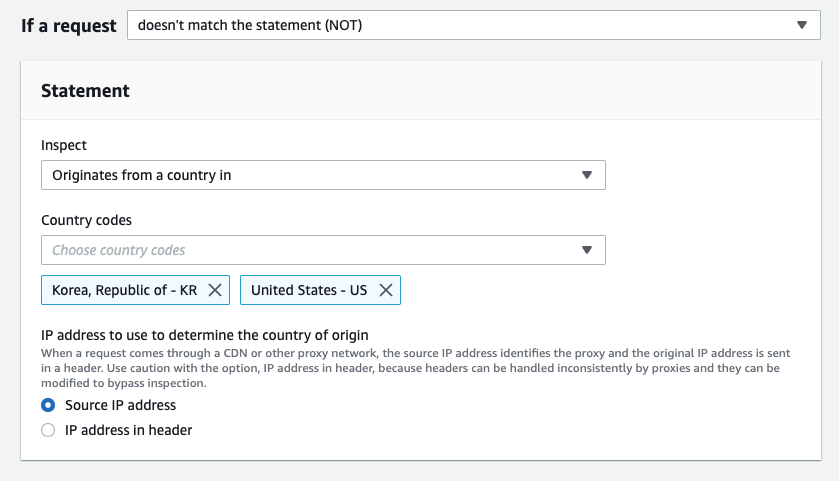 If a request
doesn't match the statement (NOT)
Statement
Inspect
Originates from a country in
Country codes
Choose country codes
Korea, Republic of - KR
United States - US
IP address to use to determine the country of origin
When a request comes through a CDN or other proxy network, the source IP address identifies the proxy and the original IP address is sent
in a header. Use caution with the option, IP address in header, because headers can be handled inconsistently by proxies and they can be
modified to bypass inspection.
Source IP address
IP address in header